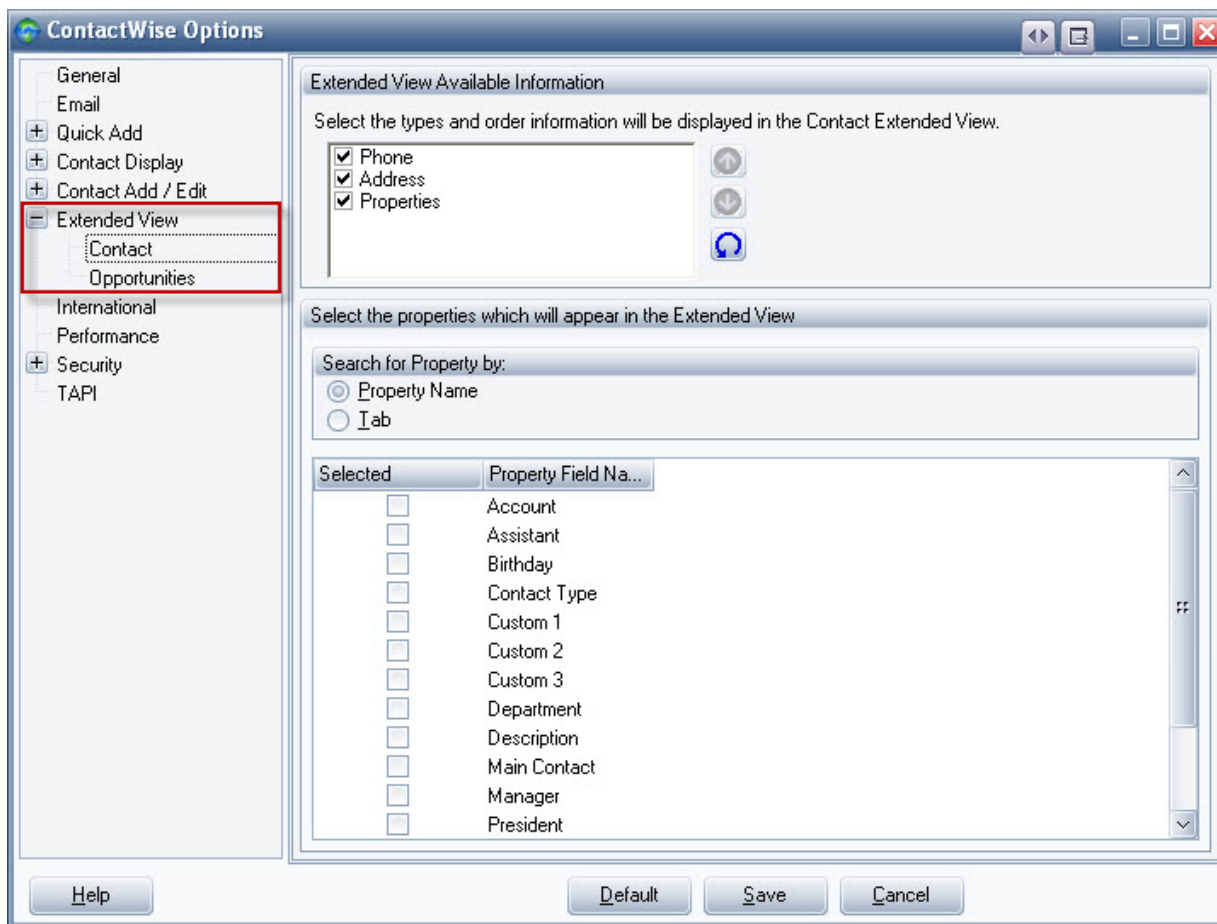 ContactWise Options
General
Email
Quick Add
Contact Display
Contact Add / Edit
Extended View
Contact
Opportunities
International
Performance
Security
TAPI
Extended View Available Information
Select the types and order information will be displayed in the Contact Extended View.
Phone
Address
Properties
Select the properties which will appear in the Extended View
Search for Property by:
Property Name
Tab
Selected Property Field Na...
Account
Assistant
Birthday
Contact Type
Custom 1
Custom 2
Custom 3
Department
Description
Main Contact
Manager
President
Help Default Save Cancel